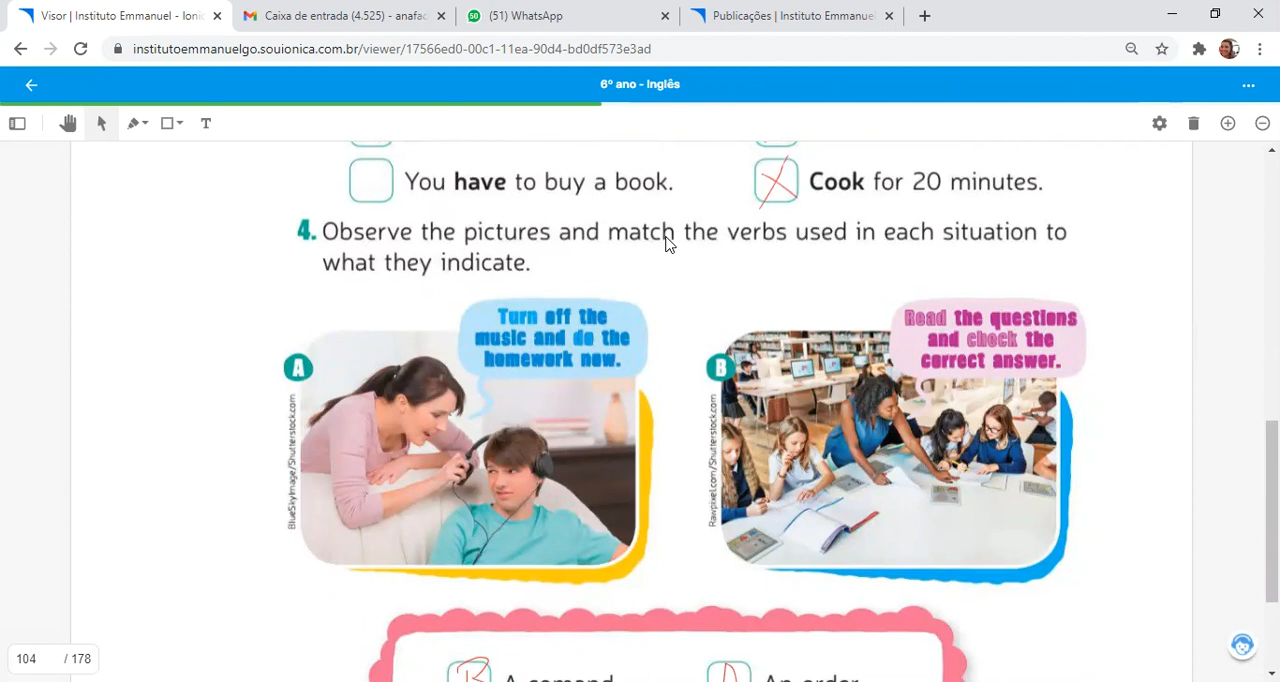 Visor | Instituto Emmanuel - Ionic
Caixa de entrada (4.525) - anafac
50 (51) WhatsApp
Publicações | Instituto Emmanuel
institutoemmanuelgo.souionica.com.br/viewer/17566ed0-00c1-11ea-90d4-bd0df573e3ad
6º ano - Inglês
You have to buy a book.
Cook for 20 minutes.
4. Observe the pictures and match the verbs used in each situation to
what they indicate.
A
Turn off the
music and do the
homework now.
BlueSkyImage/Shutterstock.com
B
Read the questions
and check the
correct answer.
Rawpixel.com/Shutterstock.com
B A comand
An order
104 / 178